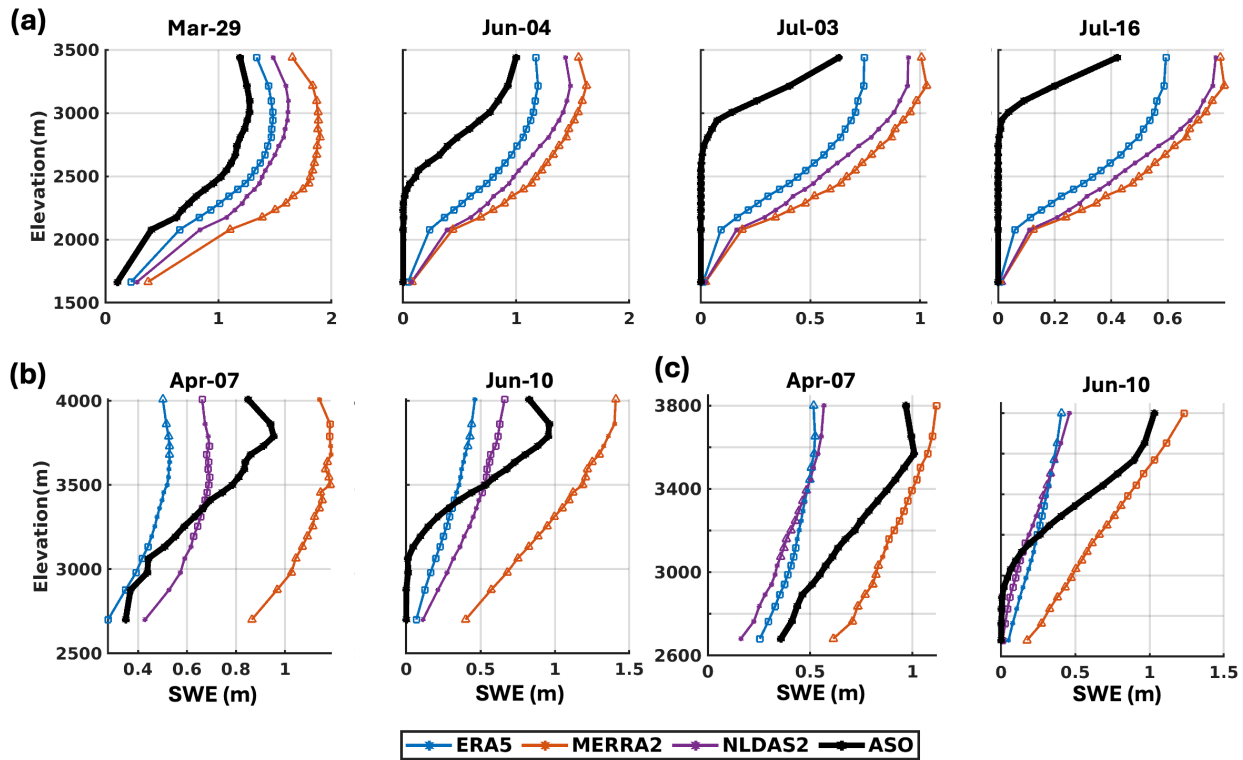 (a)
Mar-29 Jun-04 Jul-03 Jul-16
3500
3000
2500
2000
1500
Elevation(m)
0 1 2
0 1 2
0 0.5 1
0 0.2 0.4 0.6
(b) (c)
Apr-07 Jun-10 Apr-07 Jun-10
4000
3500
3000
2500
Elevation(m)
0.4 0.6 0.8 1
SWE (m)
0 0.5 1 1.5
SWE (m)
3800
3400
3000
2600
0 0.5 1
SWE (m)
0 0.5 1 1.5
SWE (m)
ERA5 MERRA2 NLDAS2 ASO